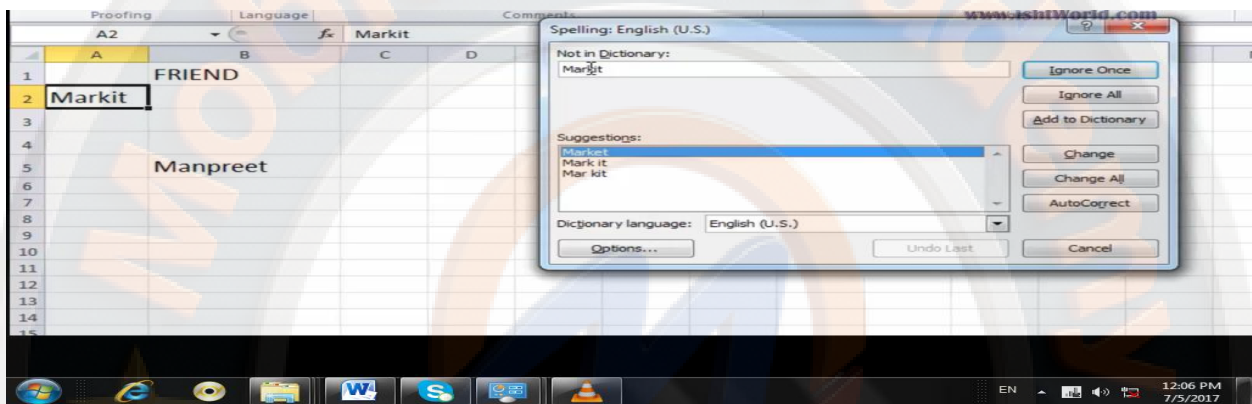 Proofing Language Comments www.ishtWorld.com
A2 fx Markit
Spelling: English (U.S.)
A B C D
Not in Dictionary:
Markit
1 FRIEND
Ignore Once
2 Markit
Ignore All
3
Add to Dictionary
4
Suggestions:
Market
Mark it
Mar kit
Change
5 Manpreet
Change All
6
AutoCorrect
7
8
Dictionary language: English (U.S.)
9
10
Options... Undo Last Cancel
11
12
13
14
15
W S EN 12:06 PM
7/5/2017